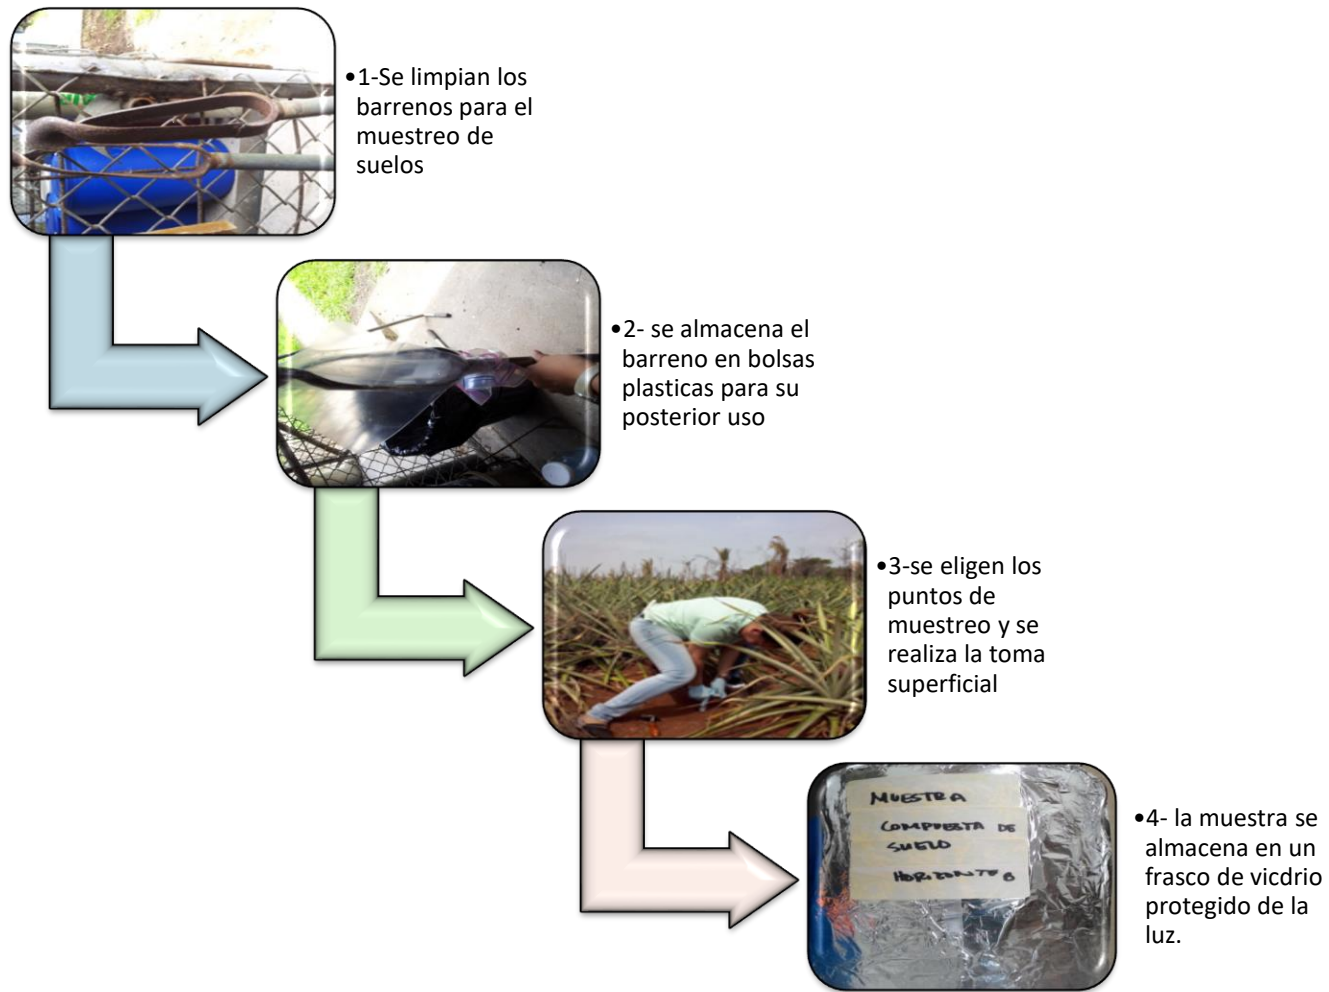 •1-Se limpian los
barrenos para el
muestreo de
suelos
•2- se almacena el
barreno en bolsas
plasticas para su
posterior uso
•3-se eligen los
puntos de
muestreo y se
realiza la toma
superficial
MUESTRA
COMPUESTA DE
SUELO
HORIZONTE B
•4- la muestra se
almacena en un
frasco de vicdrio
protegido de la
luz.